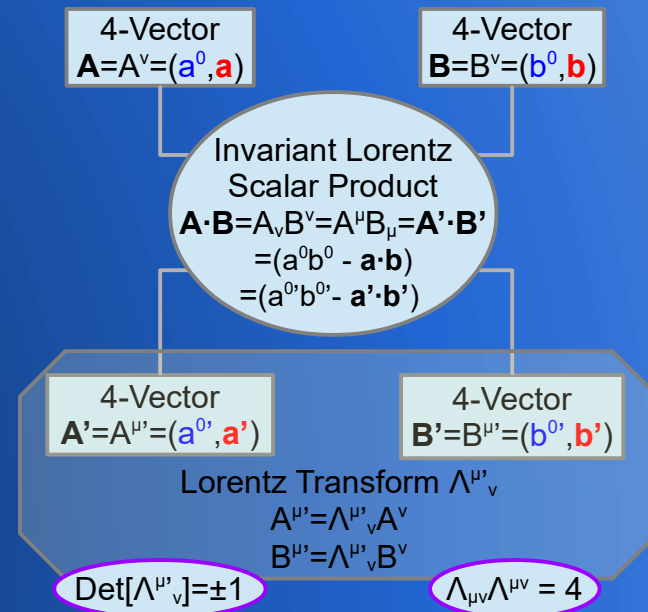 4-Vector
A=Aᵛ=(a⁰,a)
4-Vector
B=Bᵛ=(b⁰,b)
Invariant Lorentz
Scalar Product
A·B=AᵥBᵛ=AᵘBᵤ=A'·B'
=(a⁰b⁰ - a·b)
=(a⁰'b⁰'- a'·b')
4-Vector
A'=Aᵘ'=(a⁰',a')
4-Vector
B'=Bᵘ'=(b⁰',b')
Lorentz Transform Λᵘ'ᵥ
Aᵘ'=Λᵘ'ᵥAᵛ
Bᵘ'=Λᵘ'ᵥBᵛ
Det[Λᵘ'ᵥ]=±1
ΛᵤᵥΛᵘᵛ = 4